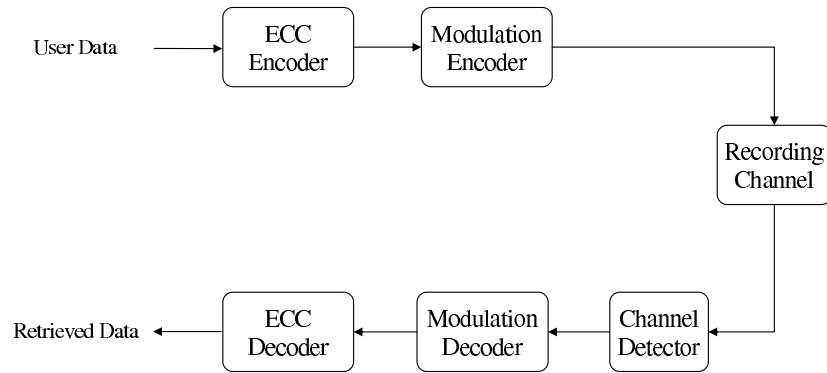 User Data
ECC
Encoder
Modulation
Encoder
Recording
Channel
Retrieved Data
ECC
Decoder
Modulation
Decoder
Channel
Detector